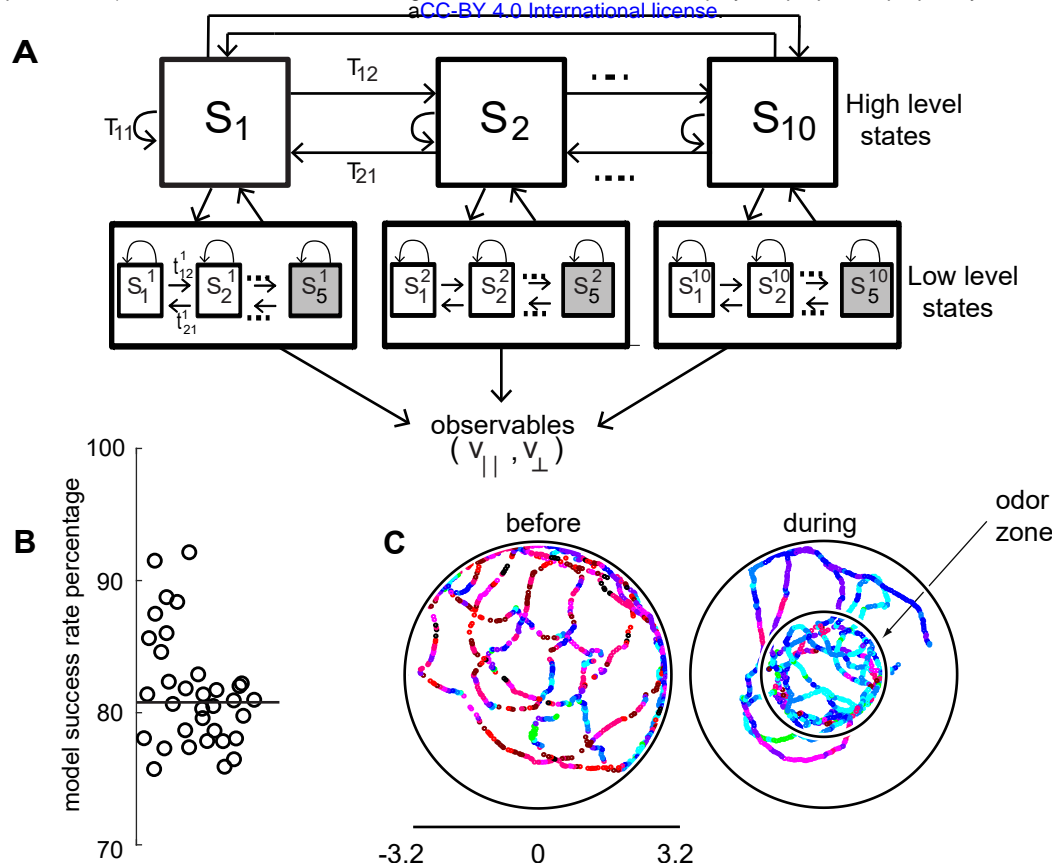 aCC-BY 4.0 International license.
A
T12
S1
S2
S10
High level
states
T11
T21
S11
t112
S12
S15
t121
S21
S22
S25
S101
S102
S105
Low level
states
observables
( v|| , v⊥ )
B
model success rate percentage
100
90
80
70
C
before
during
odor
zone
-3.2 0 3.2